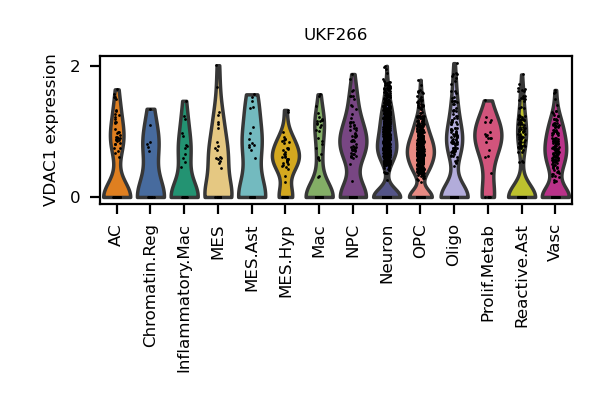 UKF266
VDAC1 expression
2
0
AC
Chromatin.Reg
Inflammatory.Mac
MES
MES.Ast
MES.Hyp
Mac
NPC
Neuron
OPC
Oligo
Prolif.Metab
Reactive.Ast
Vasc